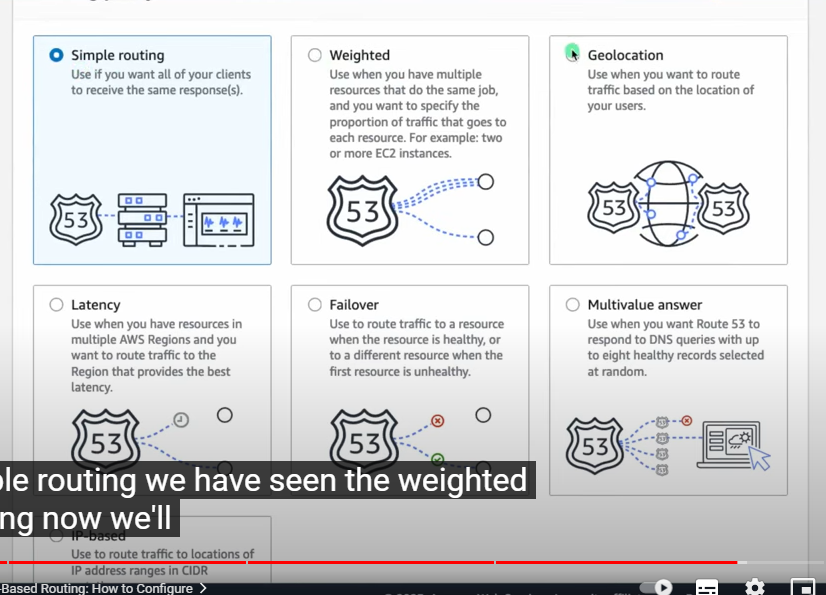 Simple routing
Use if you want all of your clients
to receive the same response(s).
53
Weighted
Use when you have multiple
resources that do the same job,
and you want to specify the
proportion of traffic that goes to
each resource. For example: two
or more EC2 instances.
53
Geolocation
Use when you want to route
traffic based on the location of
your users.
53
53
Latency
Use when you have resources in
multiple AWS Regions and you
want to route traffic to the
Region that provides the best
latency.
53
Failover
Use to route traffic to a resource
when the resource is healthy, or
to a different resource when the
first resource is unhealthy.
53
Multivalue answer
Use when you want Route 53 to
respond to DNS queries with up
to eight healthy records selected
at random.
53
ple routing we have seen the weighted
ng now we'll
IP-based
Use to route traffic to locations of
IP address ranges in CIDR
-Based Routing: How to Configure